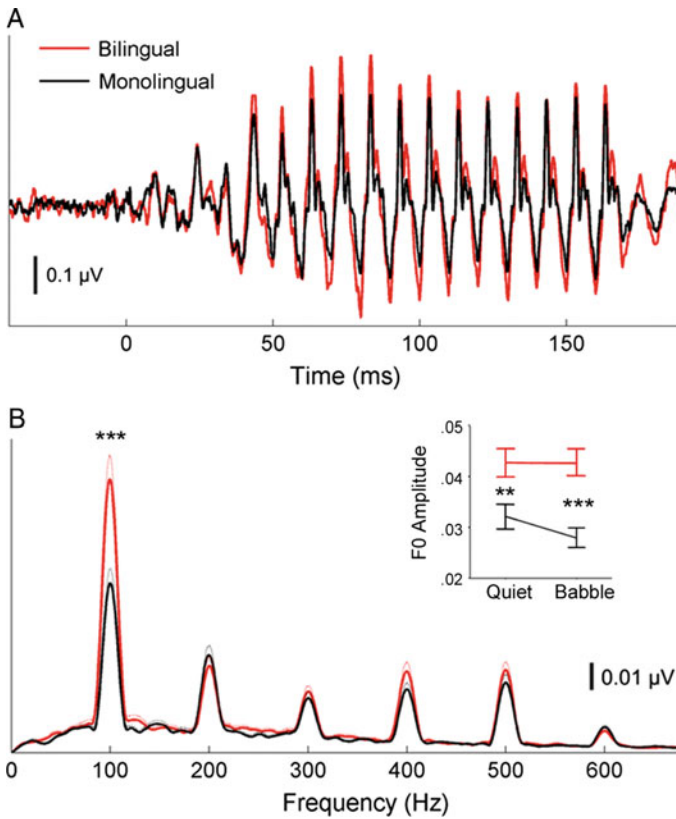 A
Bilingual
Monolingual
0.1 µV
0 50 100 150
Time (ms)
B
***
.05
.04
.03
.02
F0 Amplitude
**
***
Quiet Babble
0.01 µV
0 100 200 300 400 500 600
Frequency (Hz)